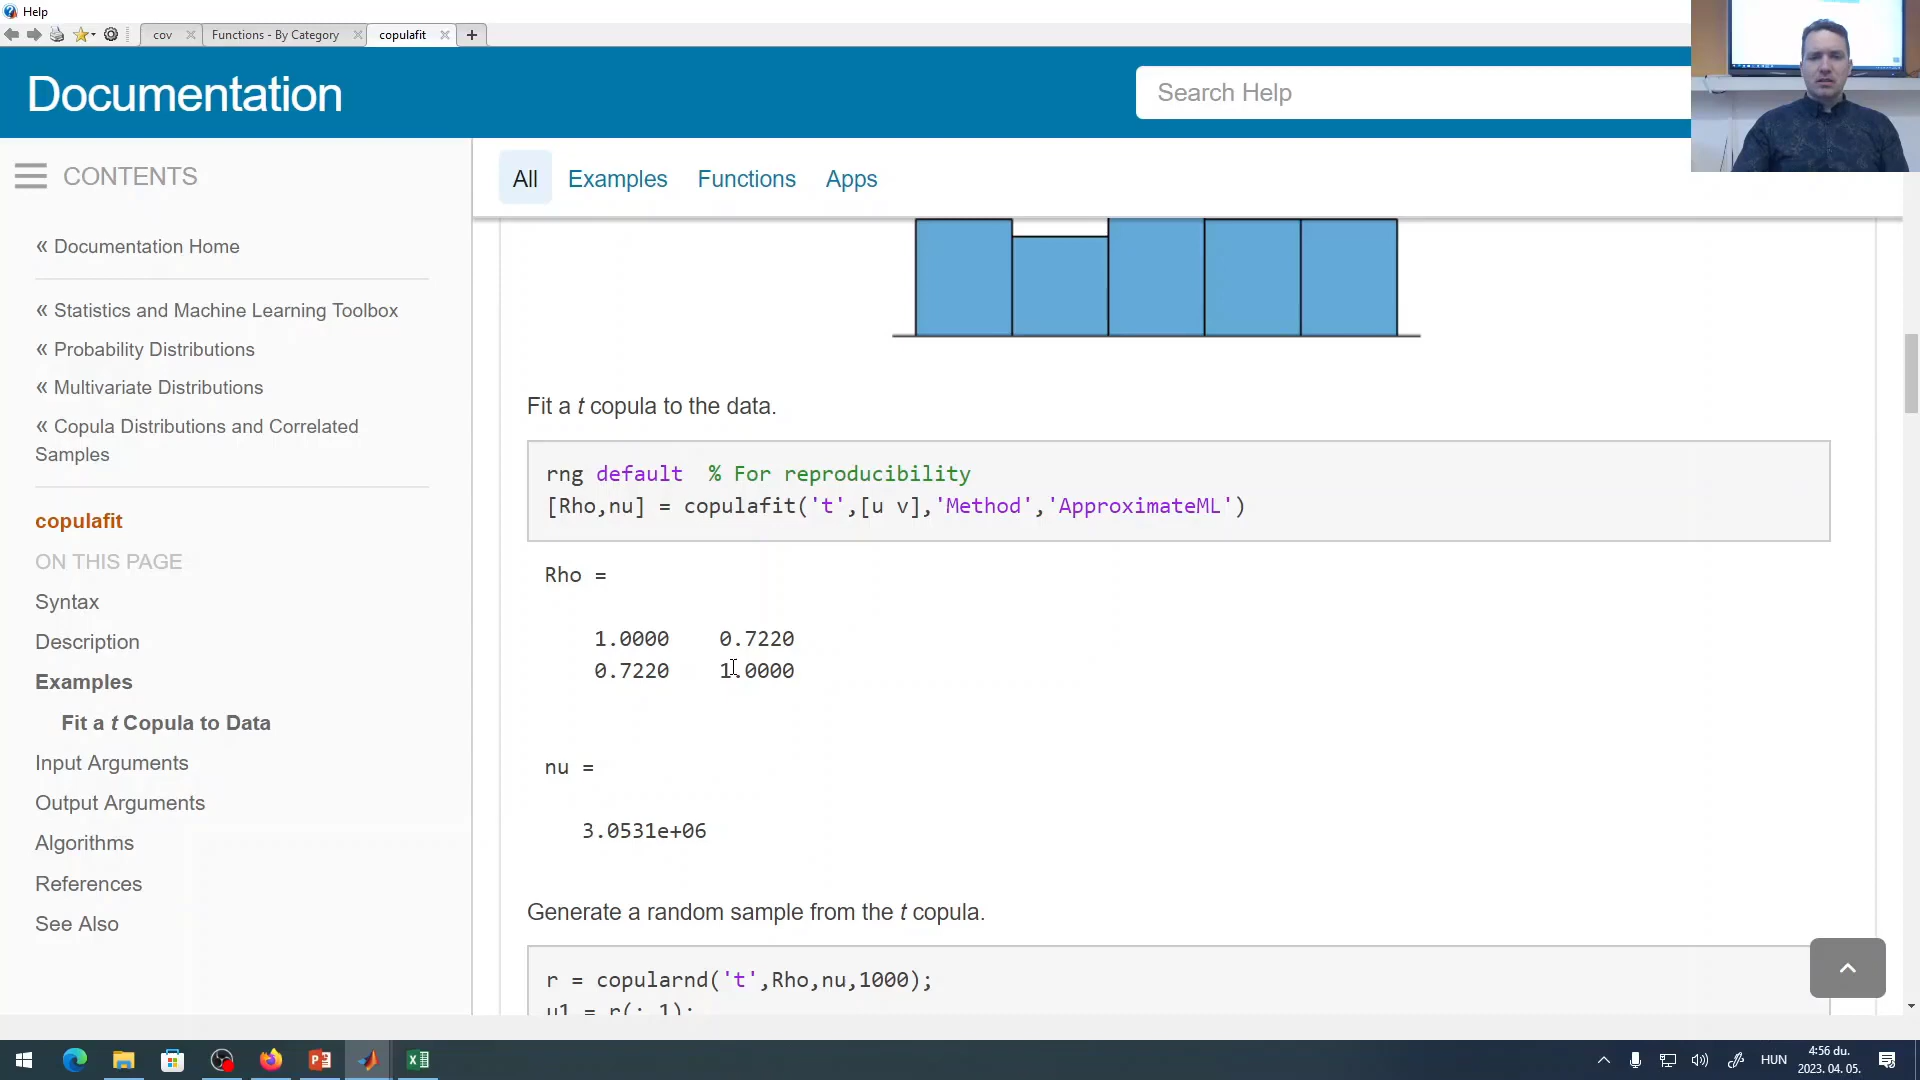 Help
cov
Functions - By Category
copulafit
Documentation
Search Help
CONTENTS
All
Examples
Functions
Apps
« Documentation Home
« Statistics and Machine Learning Toolbox
« Probability Distributions
« Multivariate Distributions
« Copula Distributions and Correlated
Samples
copulafit
ON THIS PAGE
Syntax
Description
Examples
Fit a t Copula to Data
Input Arguments
Output Arguments
Algorithms
References
See Also
Fit a t copula to the data.
rng default % For reproducibility
[Rho,nu] = copulafit('t',[u v],'Method','ApproximateML')
Rho =
1.0000 0.7220
0.7220 1.0000
nu =
3.0531e+06
Generate a random sample from the t copula.
r = copularnd('t',Rho,nu,1000);
u1 = r(:,1);
HUN
4:56 du.
2023. 04. 05.